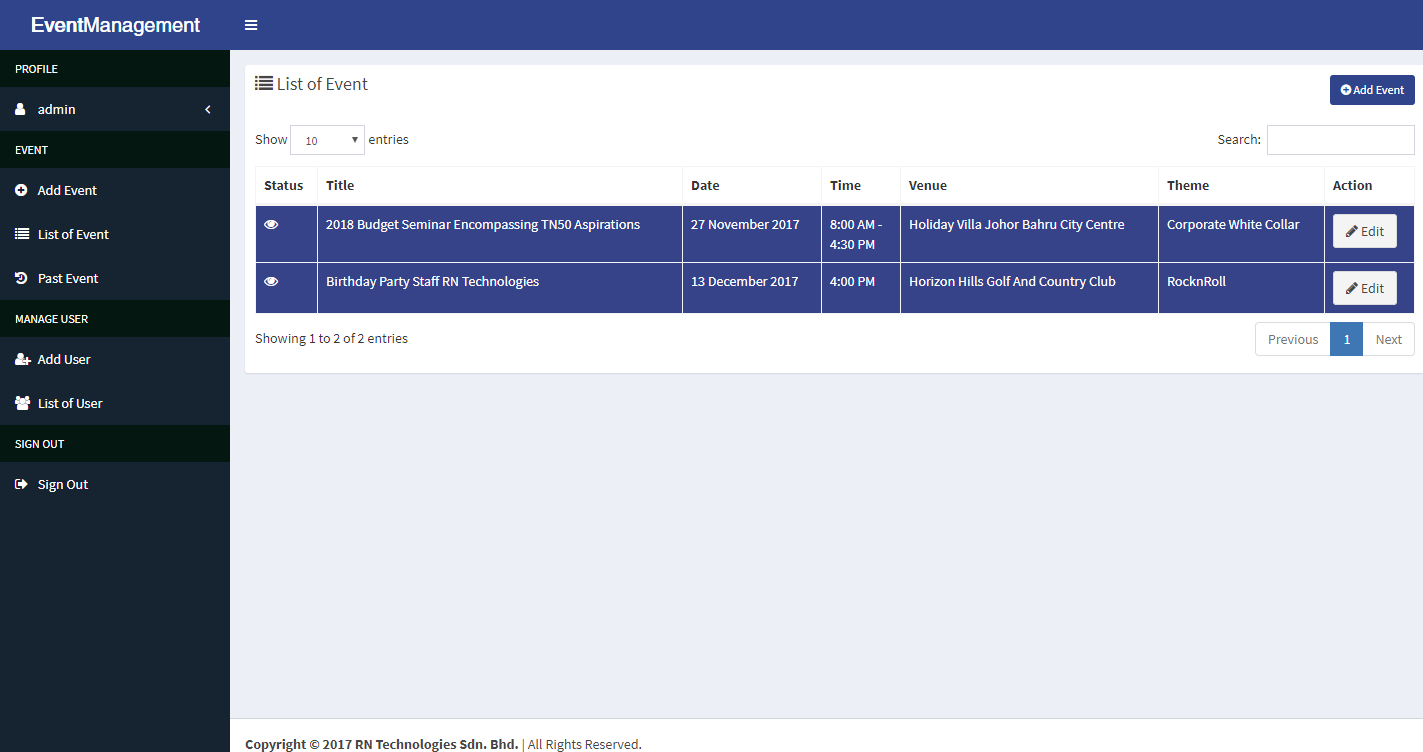 EventManagement
PROFILE
admin
EVENT
Add Event
List of Event
Past Event
MANAGE USER
Add User
List of User
SIGN OUT
Sign Out
List of Event
Add Event
Show 10 entries
Search:
Status Title Date Time Venue Theme Action
2018 Budget Seminar Encompassing TN50 Aspirations 27 November 2017 8:00 AM - Holiday Villa Johor Bahru City Centre Corporate White Collar Edit
4:30 PM
Birthday Party Staff RN Technologies 13 December 2017 4:00 PM Horizon Hills Golf And Country Club RocknRoll Edit
Showing 1 to 2 of 2 entries
Previous 1 Next
Copyright © 2017 RN Technologies Sdn. Bhd. | All Rights Reserved.